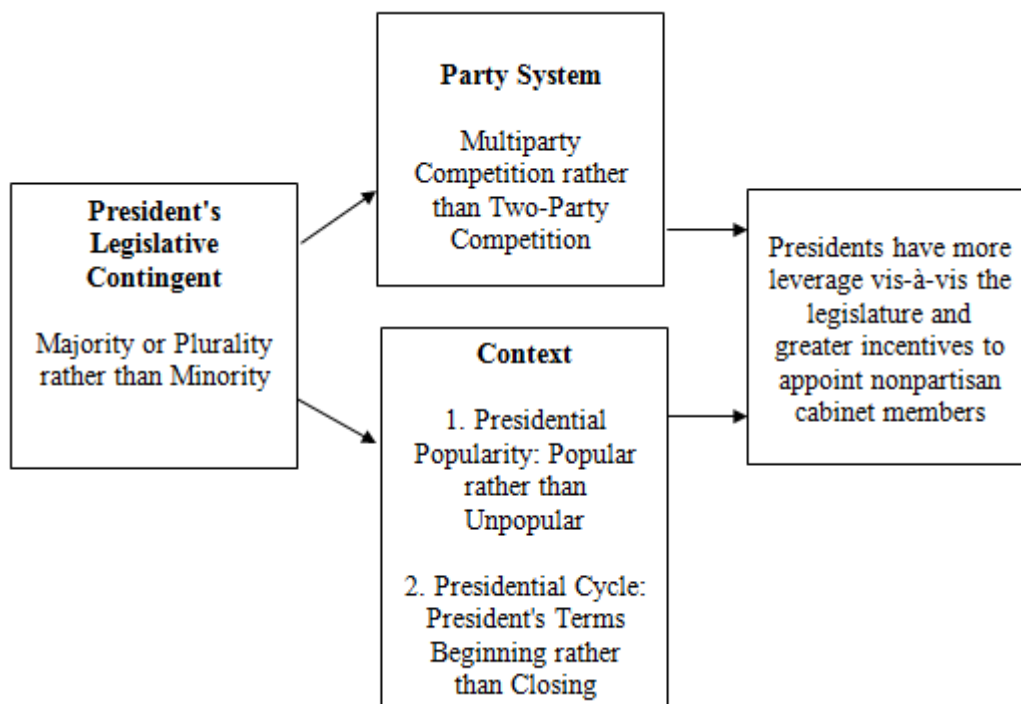 President's
Legislative
Contingent
Majority or Plurality
rather than Minority
Party System
Multiparty
Competition rather
than Two-Party
Competition
Context
1. Presidential
Popularity: Popular
rather than
Unpopular
2. Presidential Cycle:
President's Terms
Beginning rather
than Closing
Presidents have more
leverage vis-à-vis the
legislature and
greater incentives to
appoint nonpartisan
cabinet members